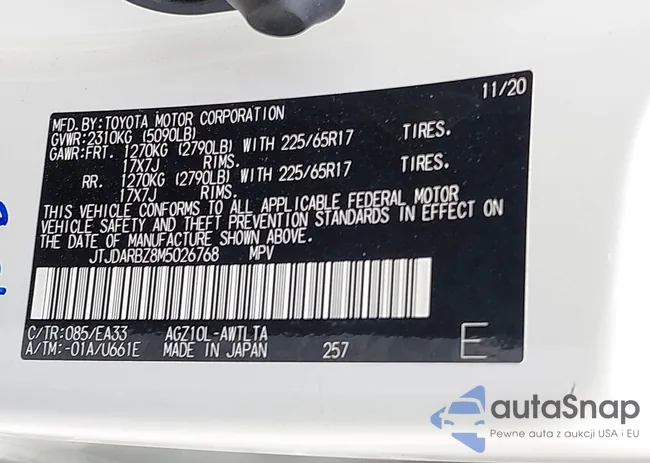 11/20
MFD.BY:TOYOTA MOTOR CORPORATION
GVWR:2310KG (5090LB)
GAWR:FRT. 1270KG (2790LB) WITH 225/65R17 TIRES.
17X7J RIMS.
RR. 1270KG (2790LB) WITH 225/65R17 TIRES.
17X7J RIMS.
THIS VEHICLE CONFORMS TO ALL APPLICABLE FEDERAL MOTOR
VEHICLE SAFETY AND THEFT PREVENTION STANDARDS IN EFFECT ON
THE DATE OF MANUFACTURE SHOWN ABOVE.
JTJDARBZ8M5026768 MPV
C/TR:085/EA33 AGZ10L-AWTLTA
A/TM:-01A/U661E MADE IN JAPAN 257 E
autoSnap
Pewne auta z aukcji USA i EU